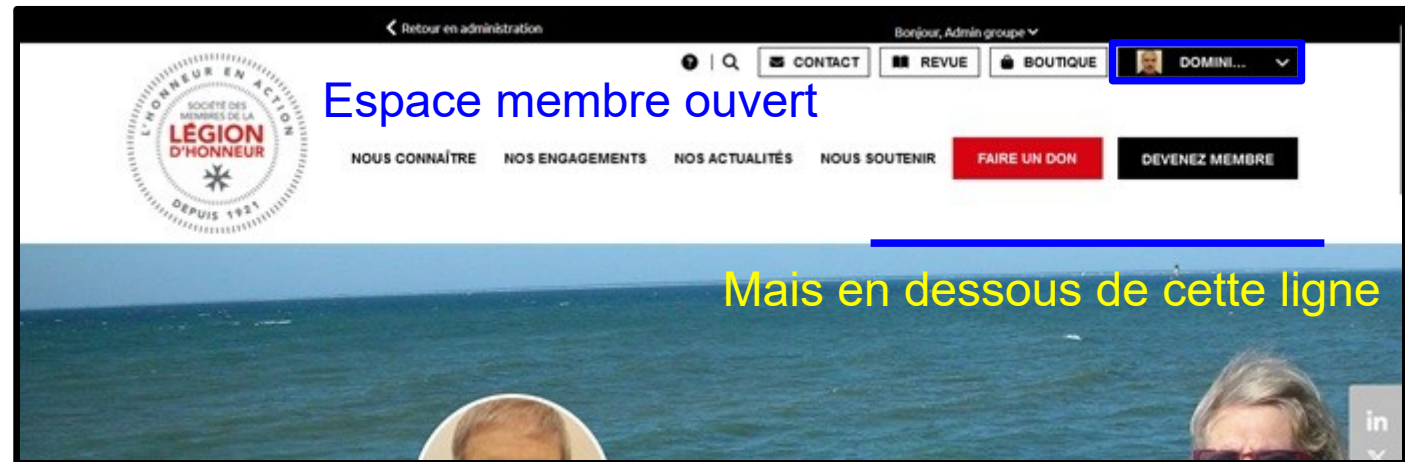 Retour en administration
Bonjour, Admin groupe
CONTACT
REVUE
BOUTIQUE
DOMINI...
Espace membre ouvert
L'HONNEUR EN ACTION
SOCIÉTÉ DES
MEMBRES DE LA
LÉGION
D'HONNEUR
DEPUIS 1921
NOUS CONNAÎTRE
NOS ENGAGEMENTS
NOS ACTUALITÉS
NOUS SOUTENIR
FAIRE UN DON
DEVENEZ MEMBRE
Mais en dessous de cette ligne
in